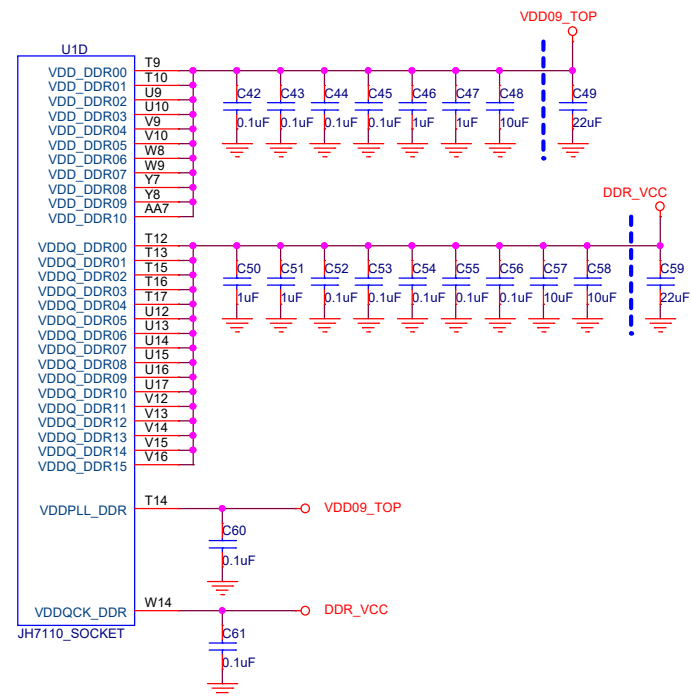 VDD09_TOP
U1D
VDD_DDR00 T9
VDD_DDR01 T10
VDD_DDR02 U9
VDD_DDR03 U10
VDD_DDR04 V9
VDD_DDR05 V10
VDD_DDR06 W8
VDD_DDR07 W9
VDD_DDR08 Y7
VDD_DDR09 Y8
VDD_DDR10 AA7
C42 C43 C44 C45 C46 C47 C48 C49
0.1uF 0.1uF 0.1uF 0.1uF 1uF 1uF 10uF 22uF
DDR_VCC
VDDQ_DDR00 T12
VDDQ_DDR01 T13
VDDQ_DDR02 T15
VDDQ_DDR03 T16
VDDQ_DDR04 T17
VDDQ_DDR05 U12
VDDQ_DDR06 U13
VDDQ_DDR07 U14
VDDQ_DDR08 U15
VDDQ_DDR09 U16
VDDQ_DDR10 U17
VDDQ_DDR11 V12
VDDQ_DDR12 V13
VDDQ_DDR13 V14
VDDQ_DDR14 V15
VDDQ_DDR15 V16
C50 C51 C52 C53 C54 C55 C56 C57 C58 C59
1uF 1uF 0.1uF 0.1uF 0.1uF 0.1uF 0.1uF 10uF 10uF 22uF
VDDPLL_DDR T14 VDD09_TOP
C60
0.1uF
VDDQCK_DDR W14 DDR_VCC
JH7110_SOCKET
C61
0.1uF